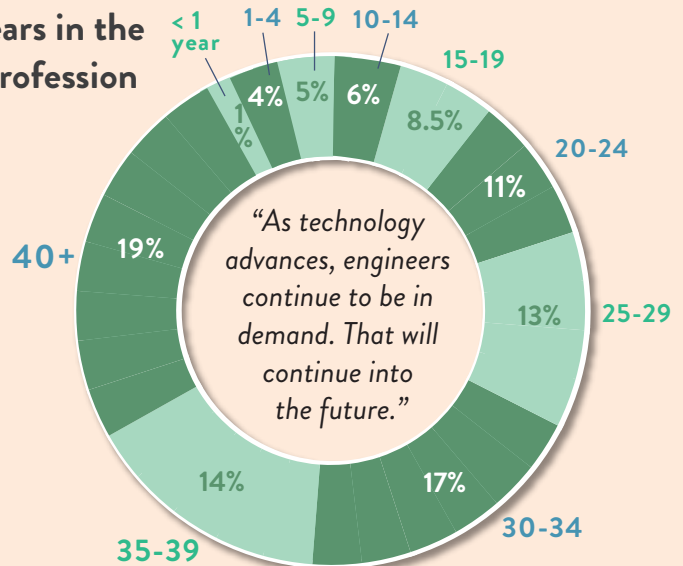 ears in the
rofession
< 1
year
1-4
5-9
10-14
15-19
20-24
25-29
30-34
35-39
40+
1
%
4%
5%
6%
8.5%
11%
13%
17%
14%
19%
“As technology
advances, engineers
continue to be in
demand. That will
continue into
the future.”